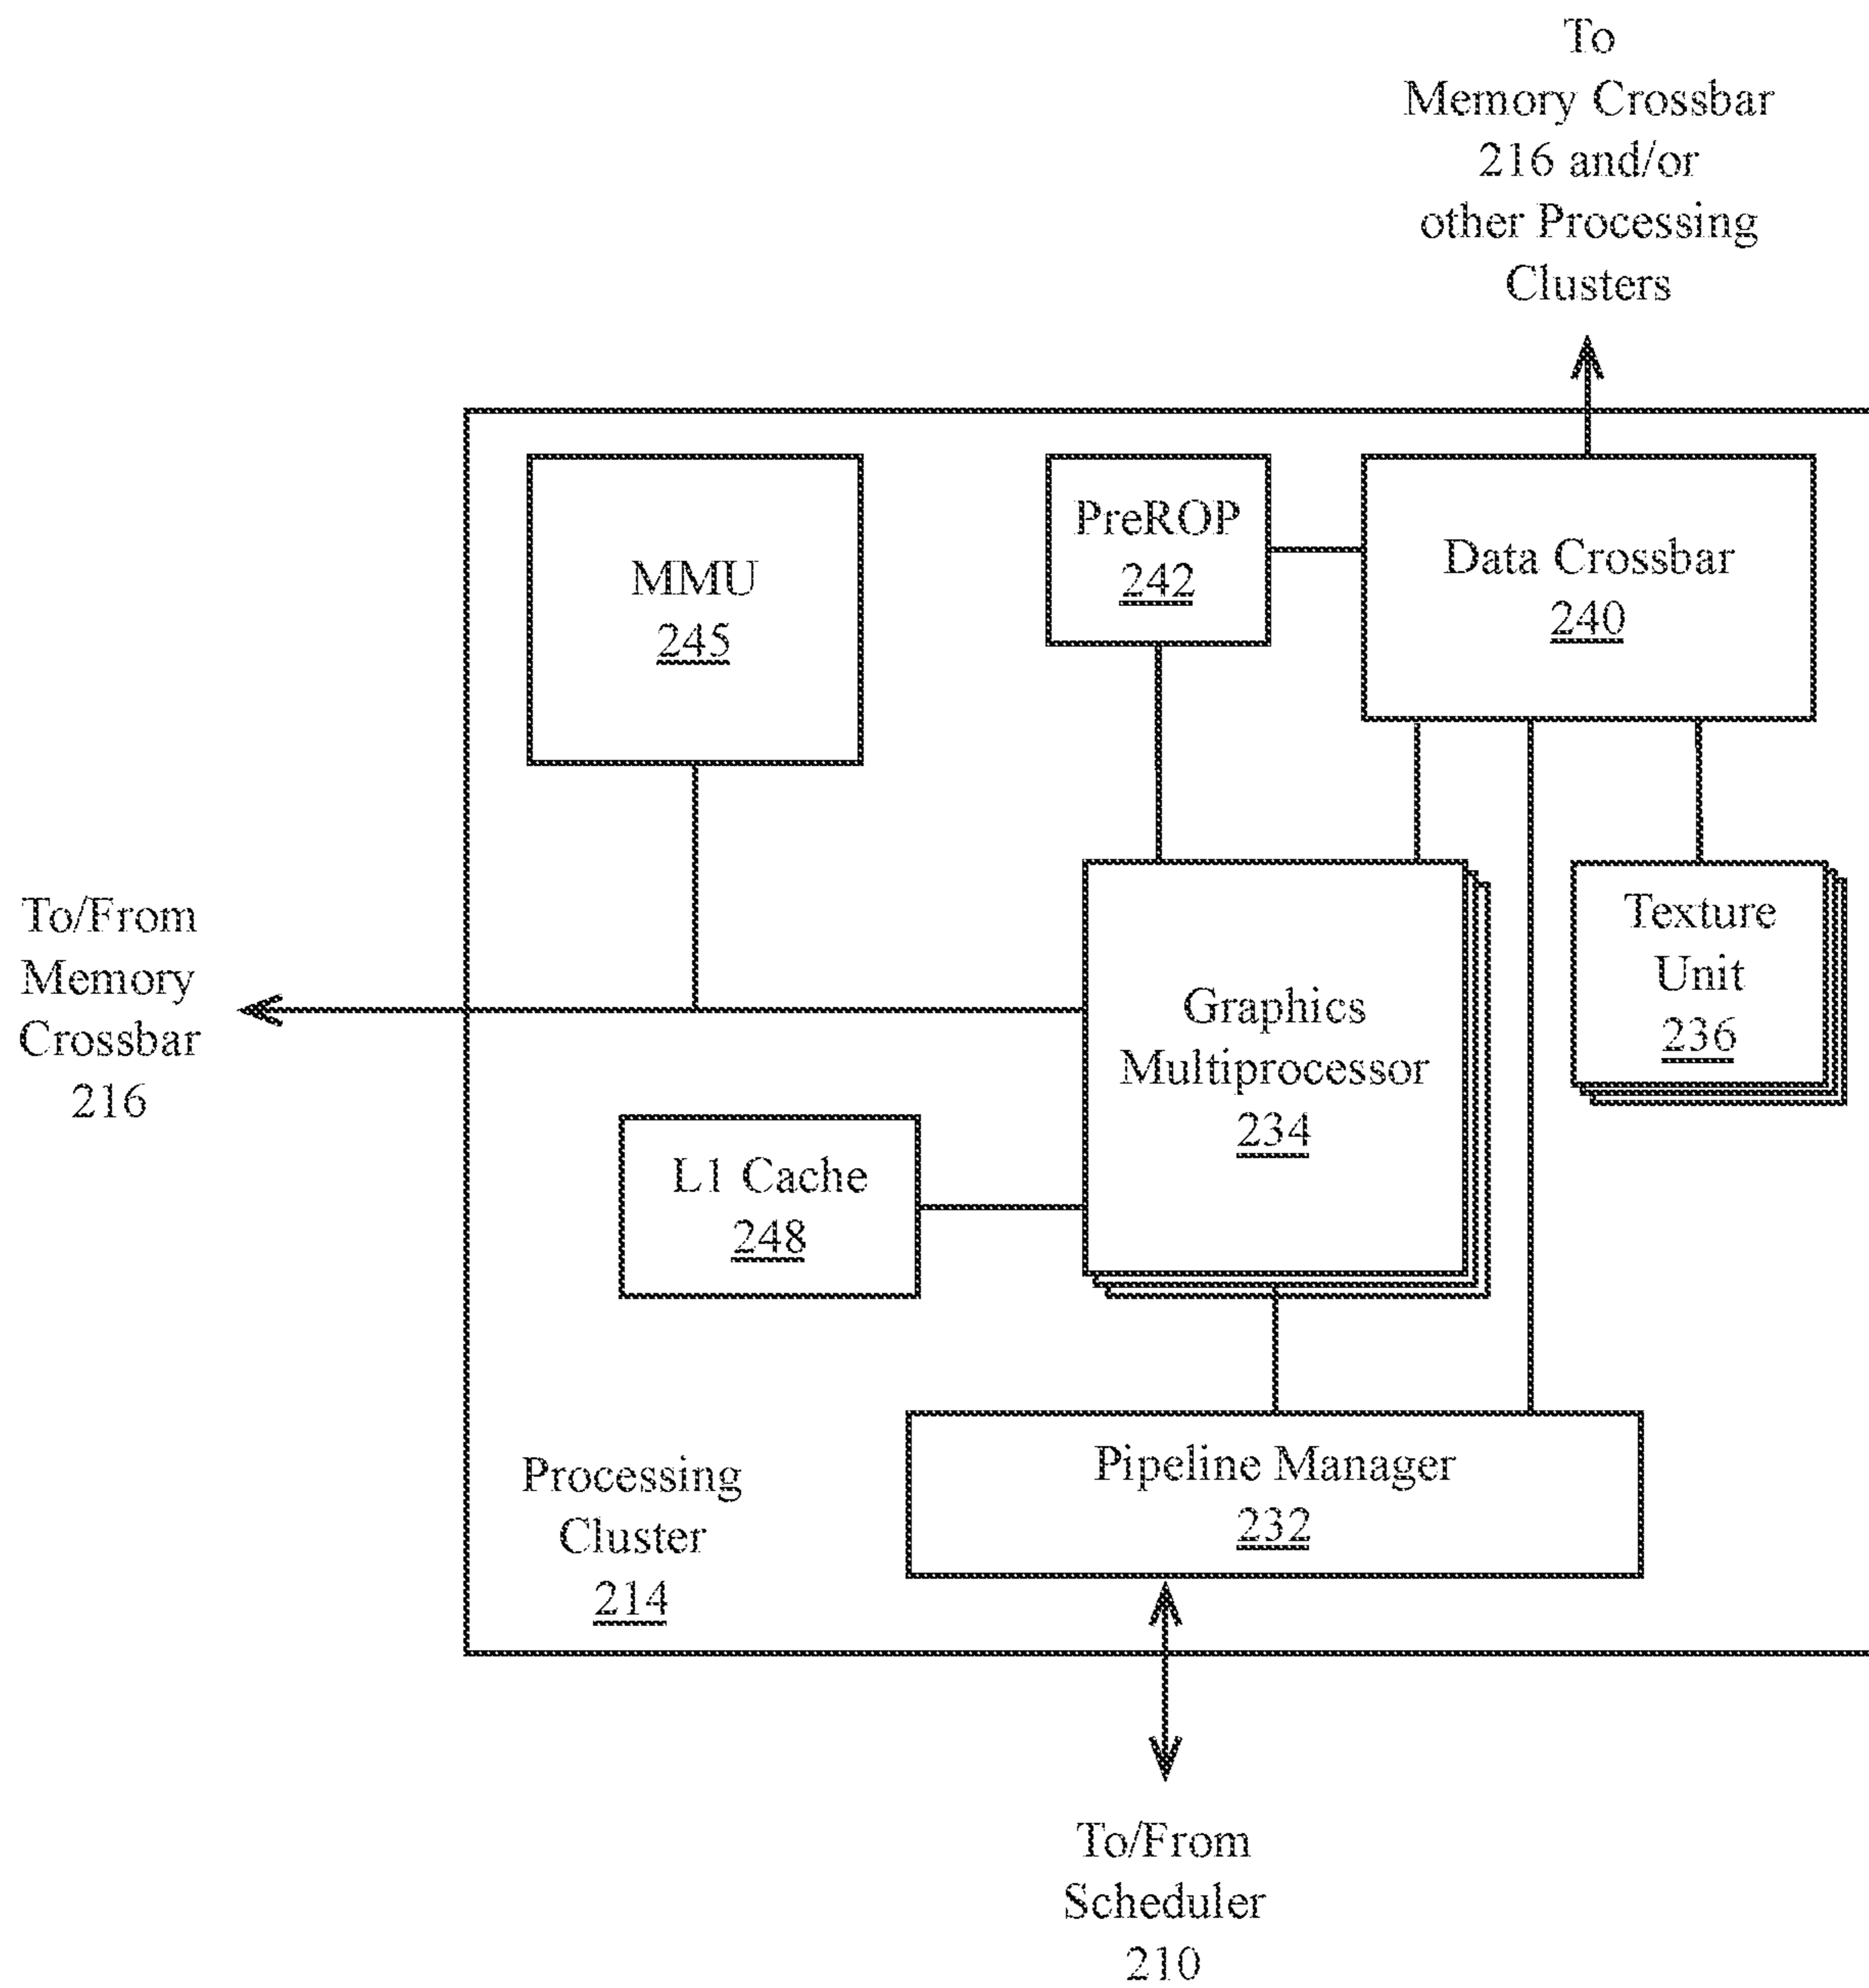 To
Memory Crossbar
216 and/or
other Processing
Clusters
MMU
245
PreROP
242
Data Crossbar
240
To/From
Memory
Crossbar
216
Graphics
Multiprocessor
234
Texture
Unit
236
L1 Cache
248
Pipeline Manager
232
Processing
Cluster
214
To/From
Scheduler
210